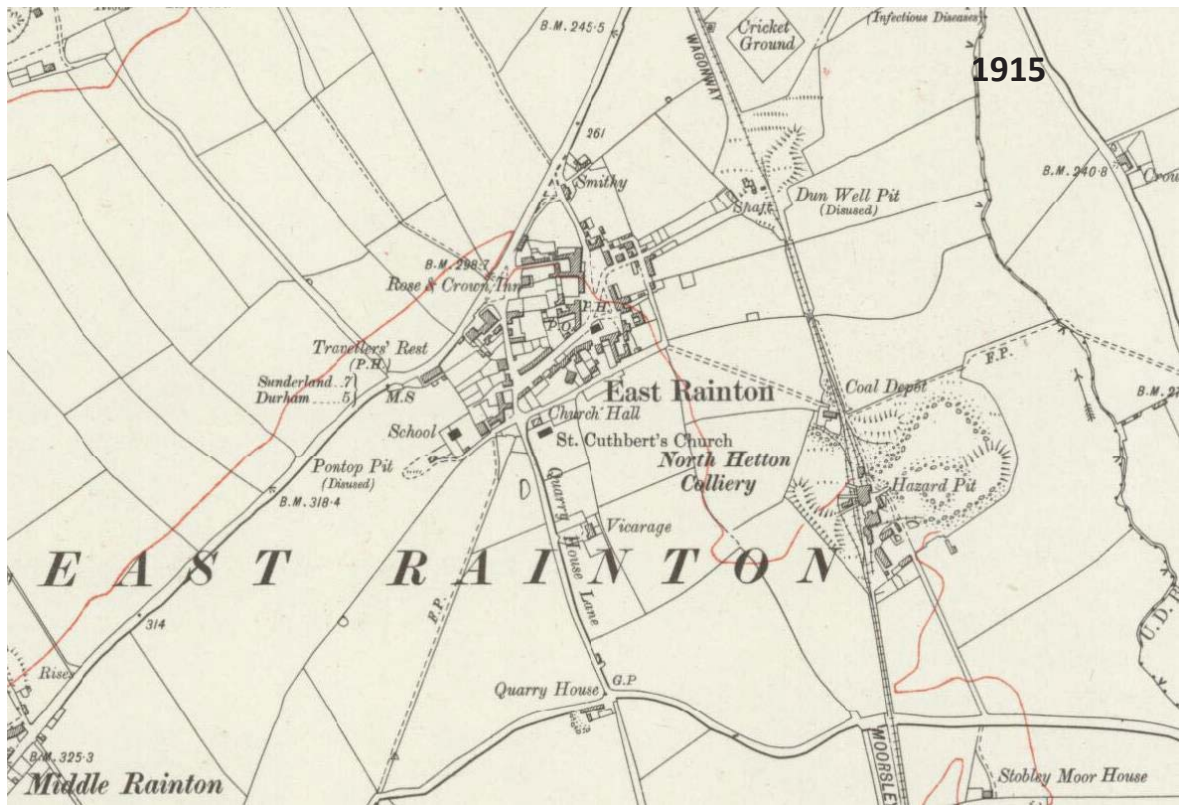 B.M. 245·5
WAGONWAY
Cricket
Ground
(Infectious Diseases)
1915
261
Smithy
B.M. 240·8
Shaft
Dun Well Pit
(Disused)
B.M. 298·7
Rose & Crown Inn
P.H.
P.O.
Travellers' Rest
(P.H.)
Sunderland..7
Durham.....5
M.S
F.P.
East Rainton
Coal Depôt
Church Hall
School
St. Cuthbert's Church
North Hetton
Colliery
Hazard Pit
Pontop Pit
(Disused)
B.M. 318·4
Quarry House Lane
Vicarage
EAST RAINTON
F.P.
314
U.D.
Rise
Quarry House
G.P
B.M. 325·3
Middle Rainton
MOORSLEY
Stobley Moor House